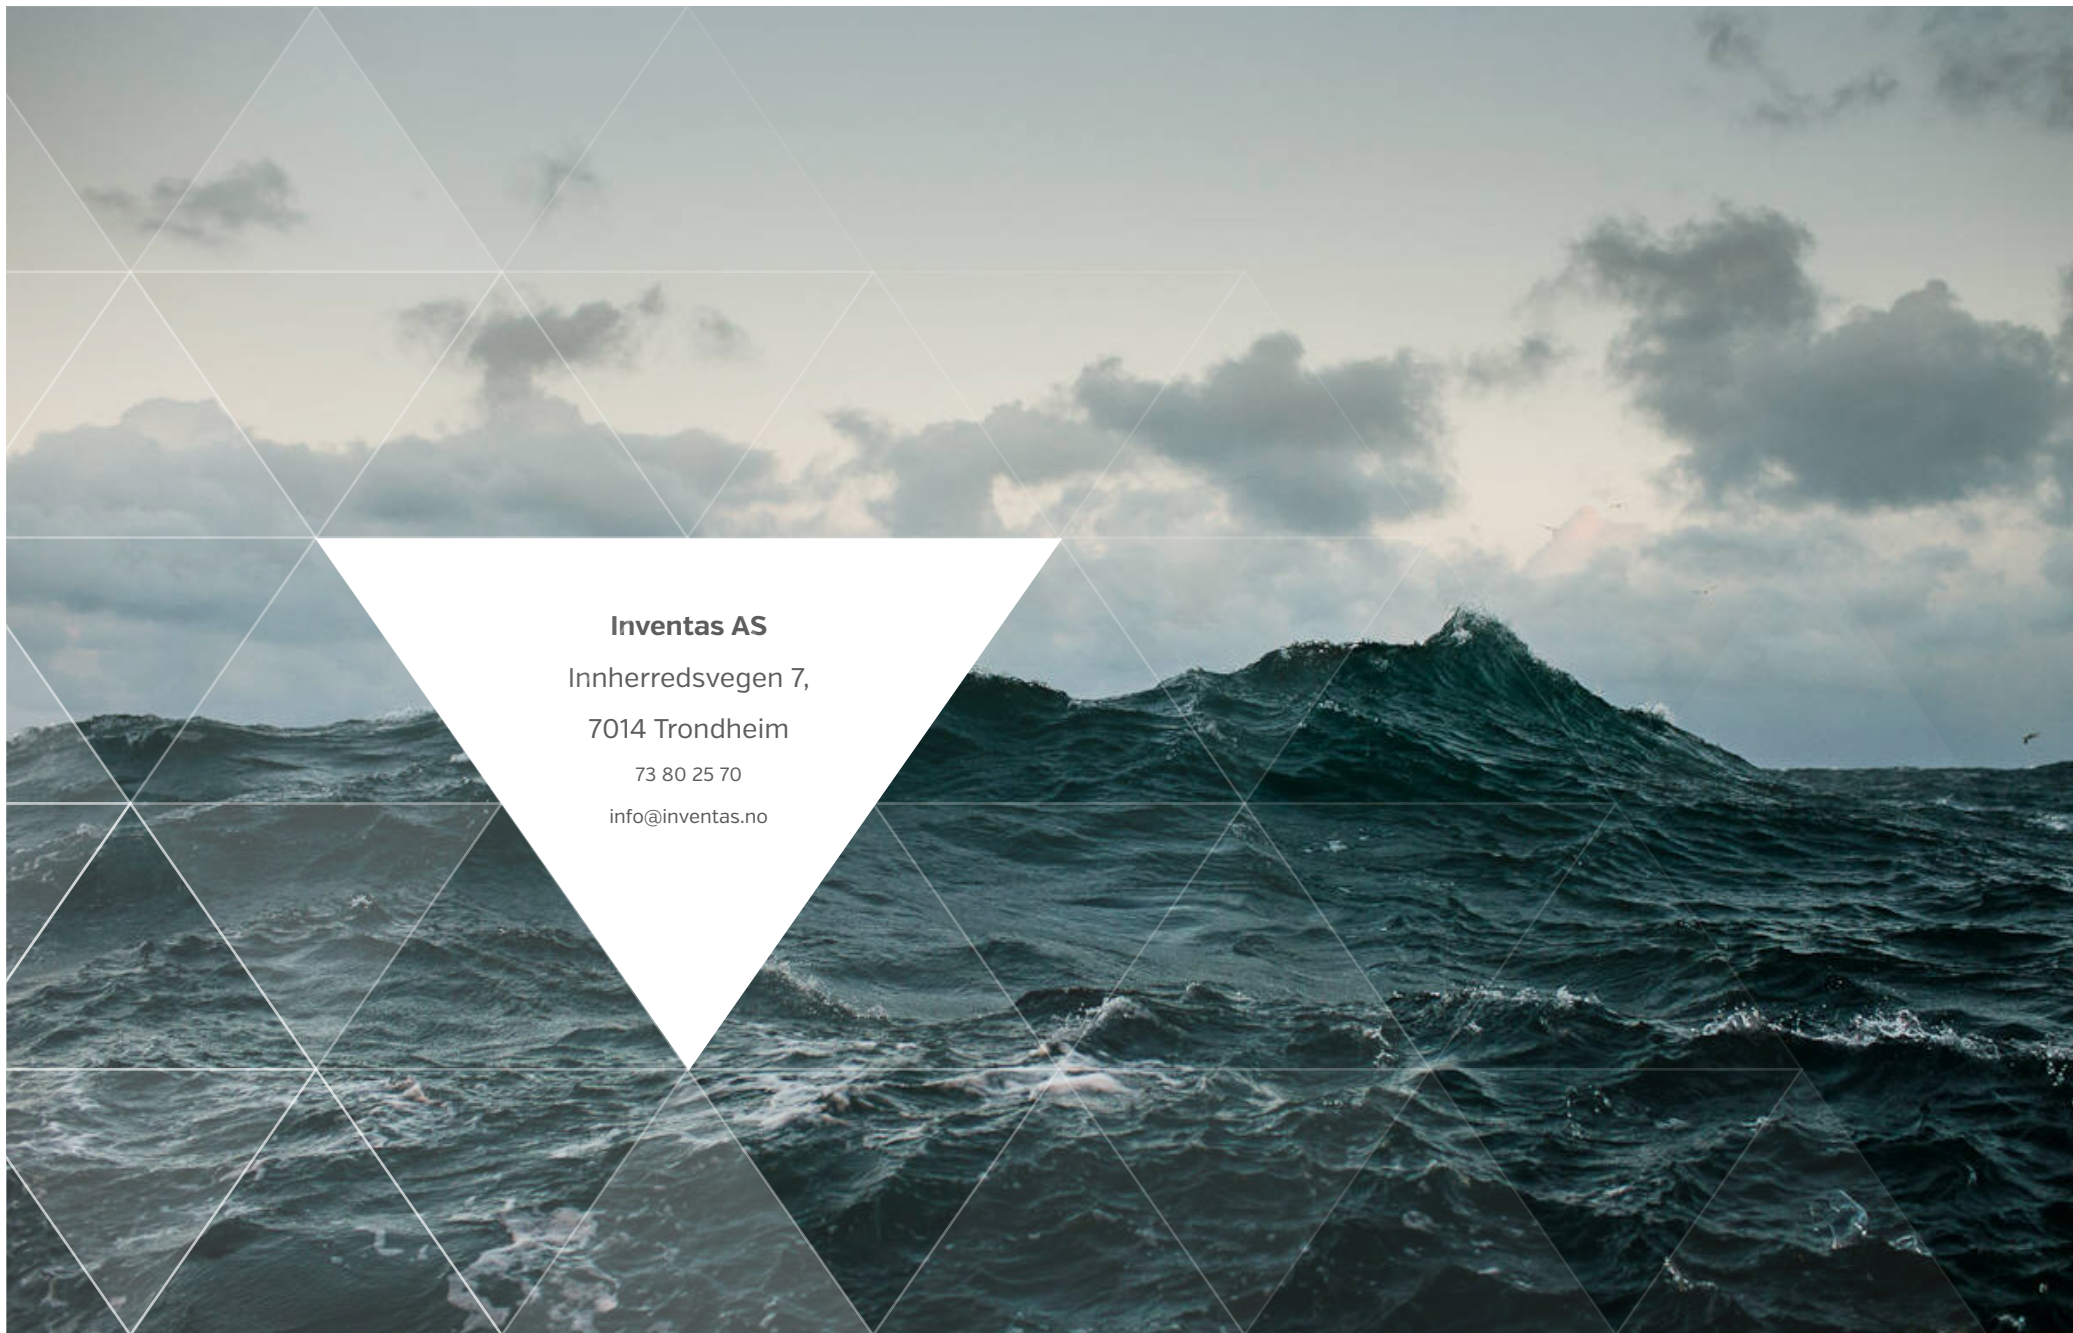 Inventas AS
Innherredsvegen 7,
7014 Trondheim
73 80 25 70
info@inventas.no